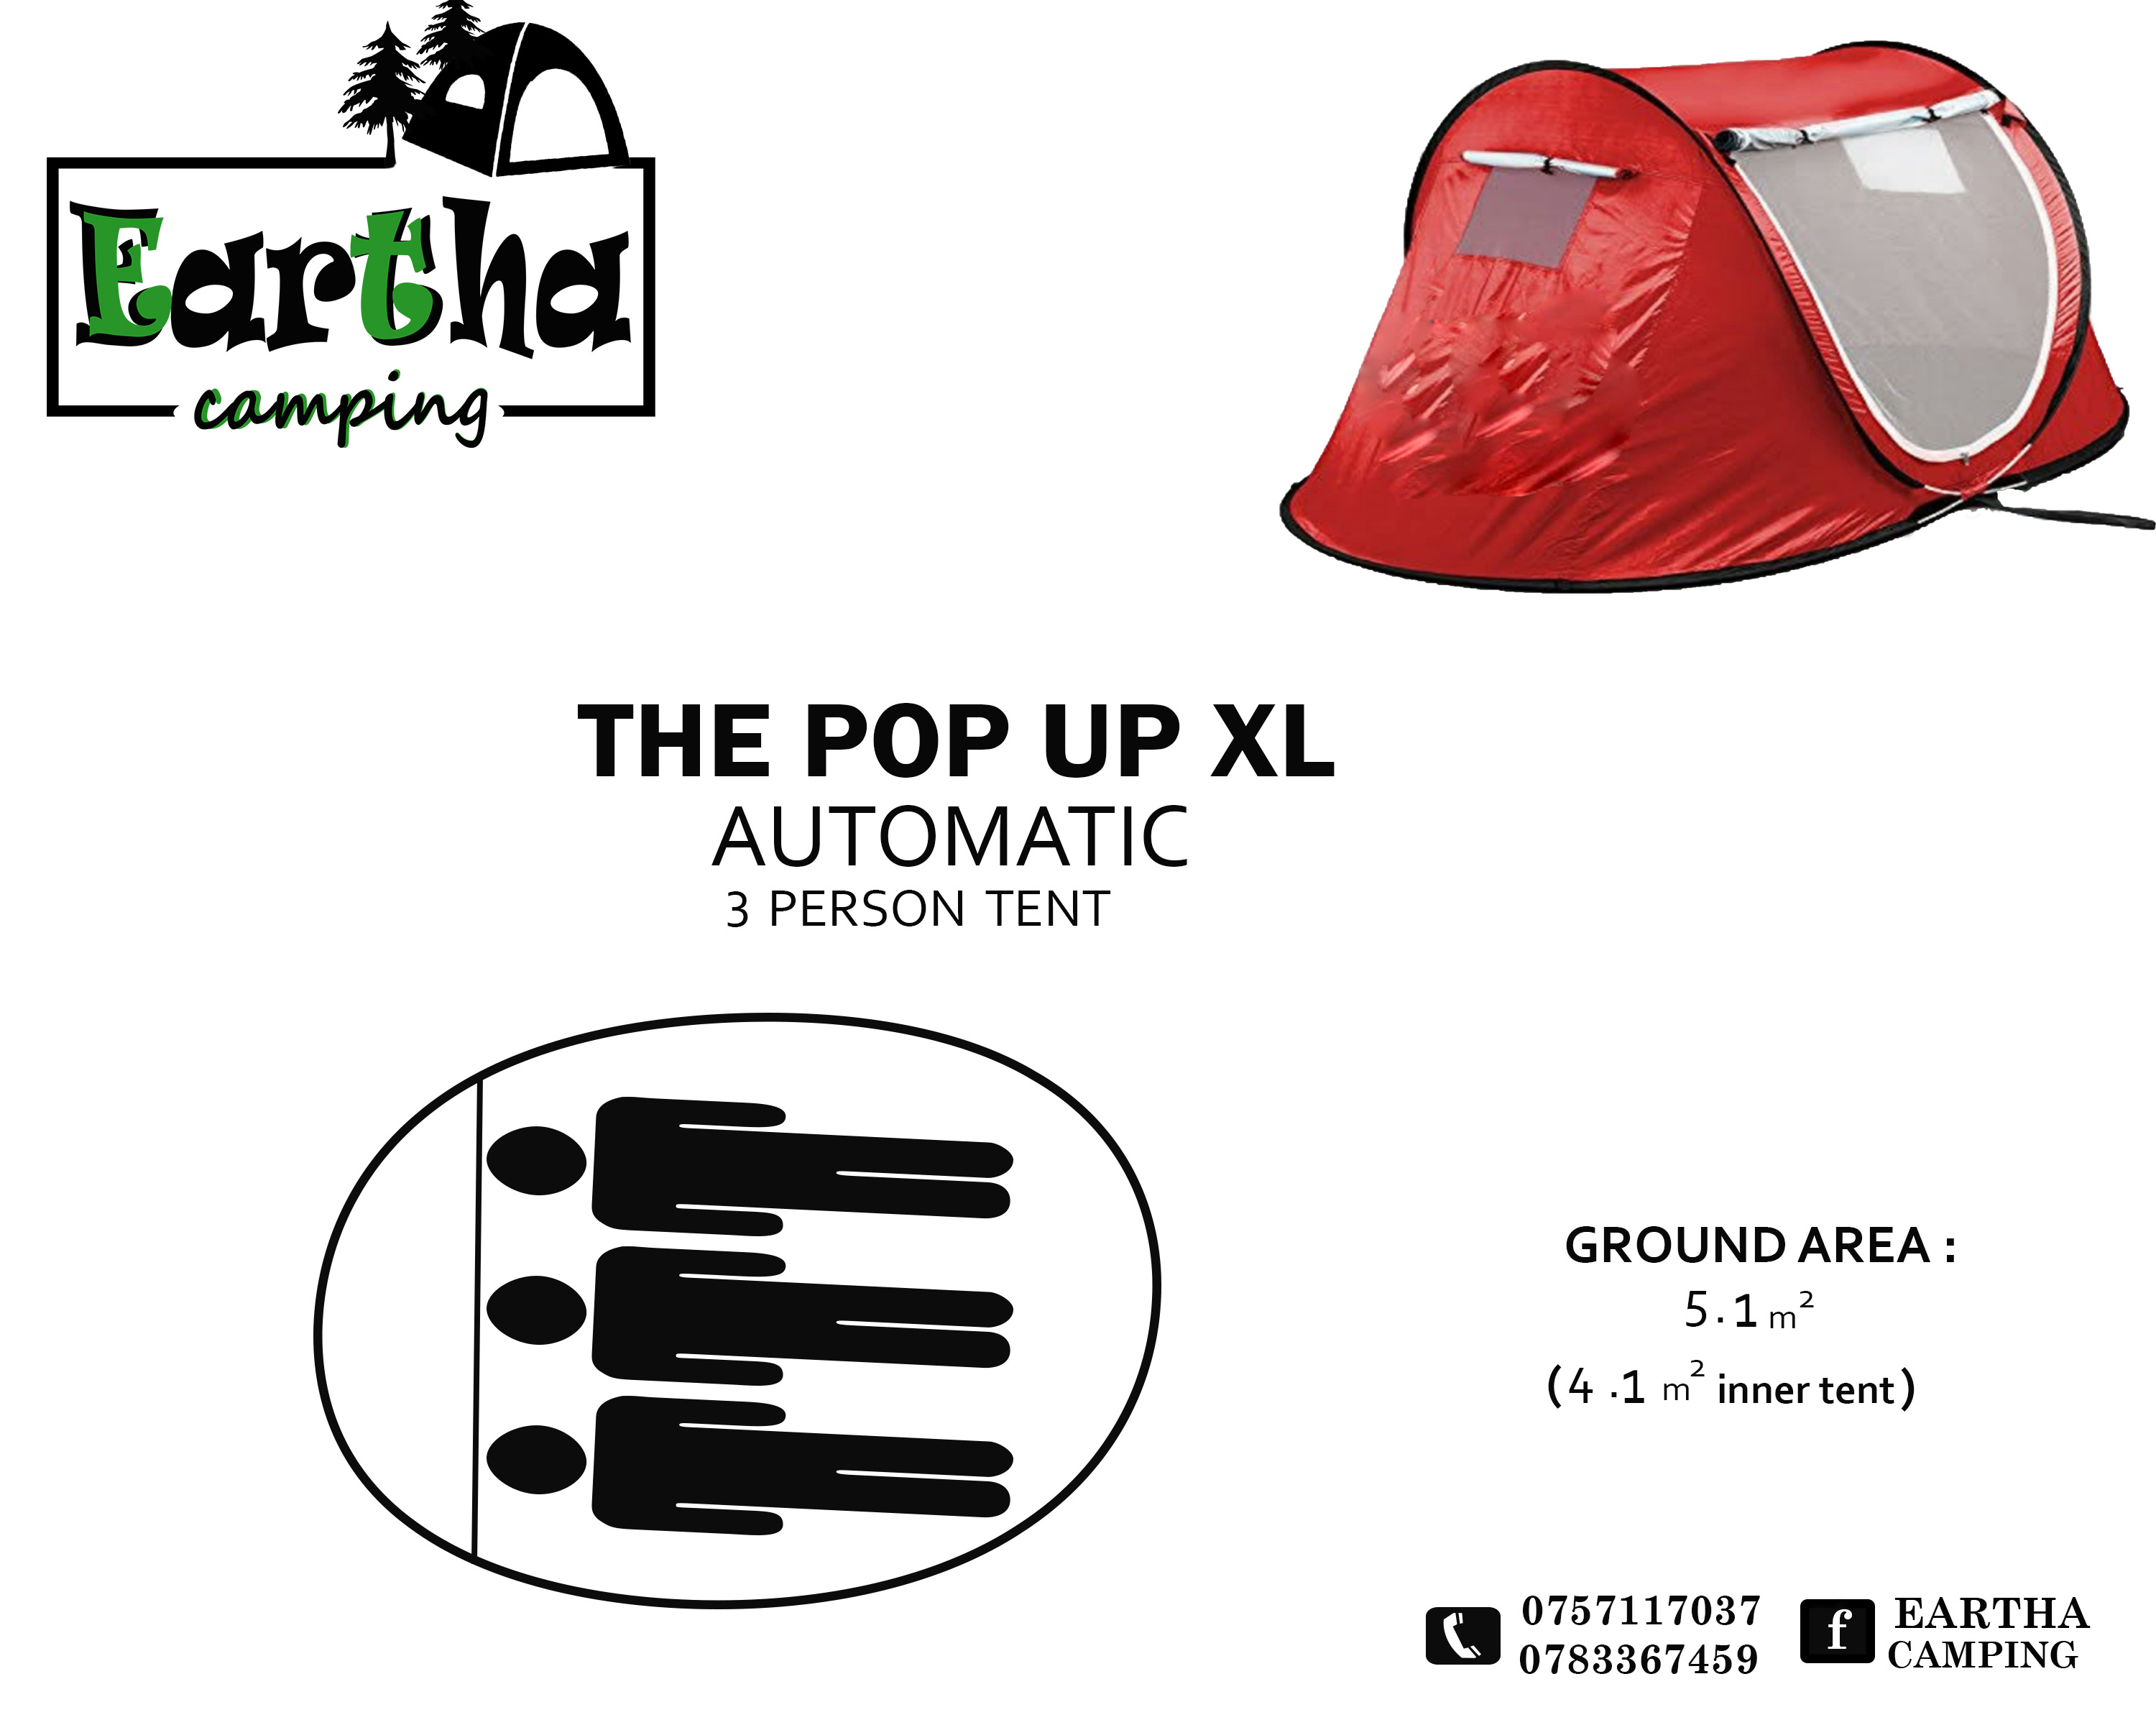 Eartha
camping
THE POP UP XL
AUTOMATIC
3 PERSON TENT
GROUND AREA :
5.1 m²
(4.1 m² inner tent)
0757117037
0783367459
f
EARTHA
CAMPING